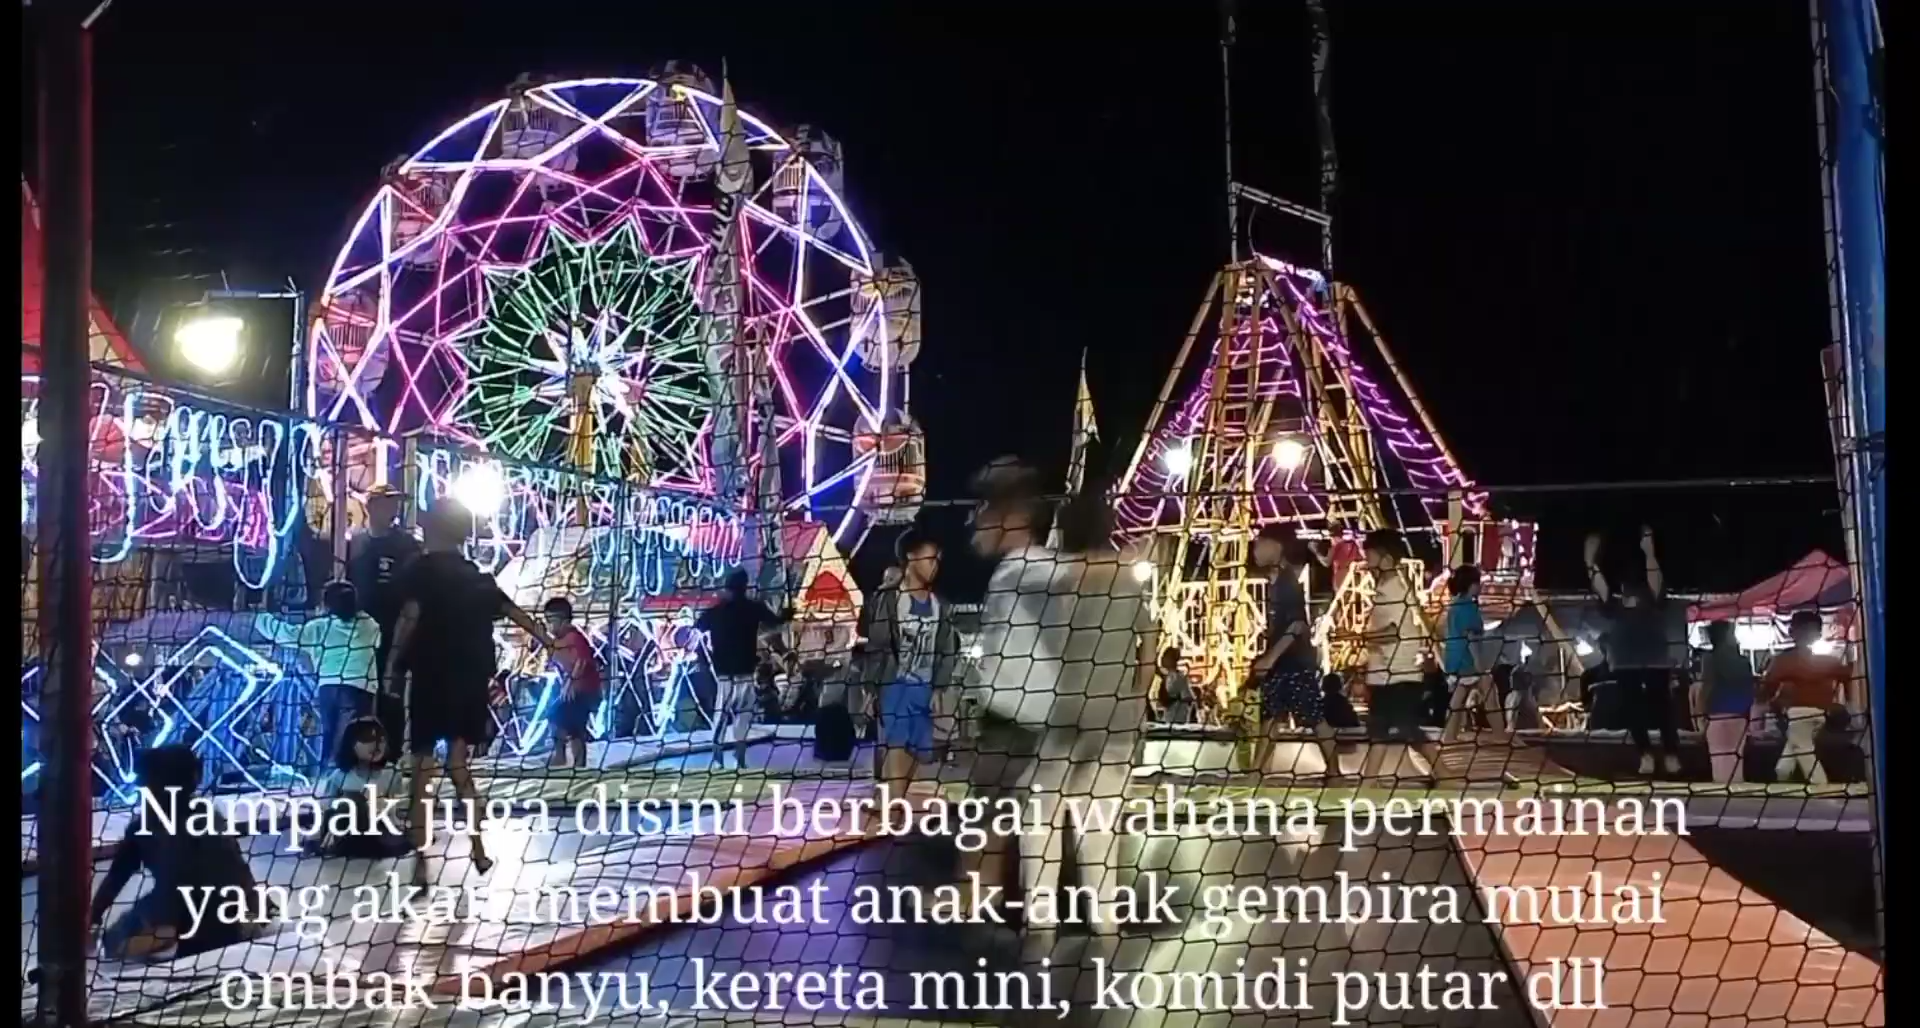 Nampak juga disini berbagai wahana permainan
yang akan membuat anak-anak gembira mulai
ombak banyu, kereta mini, komidi putar dll